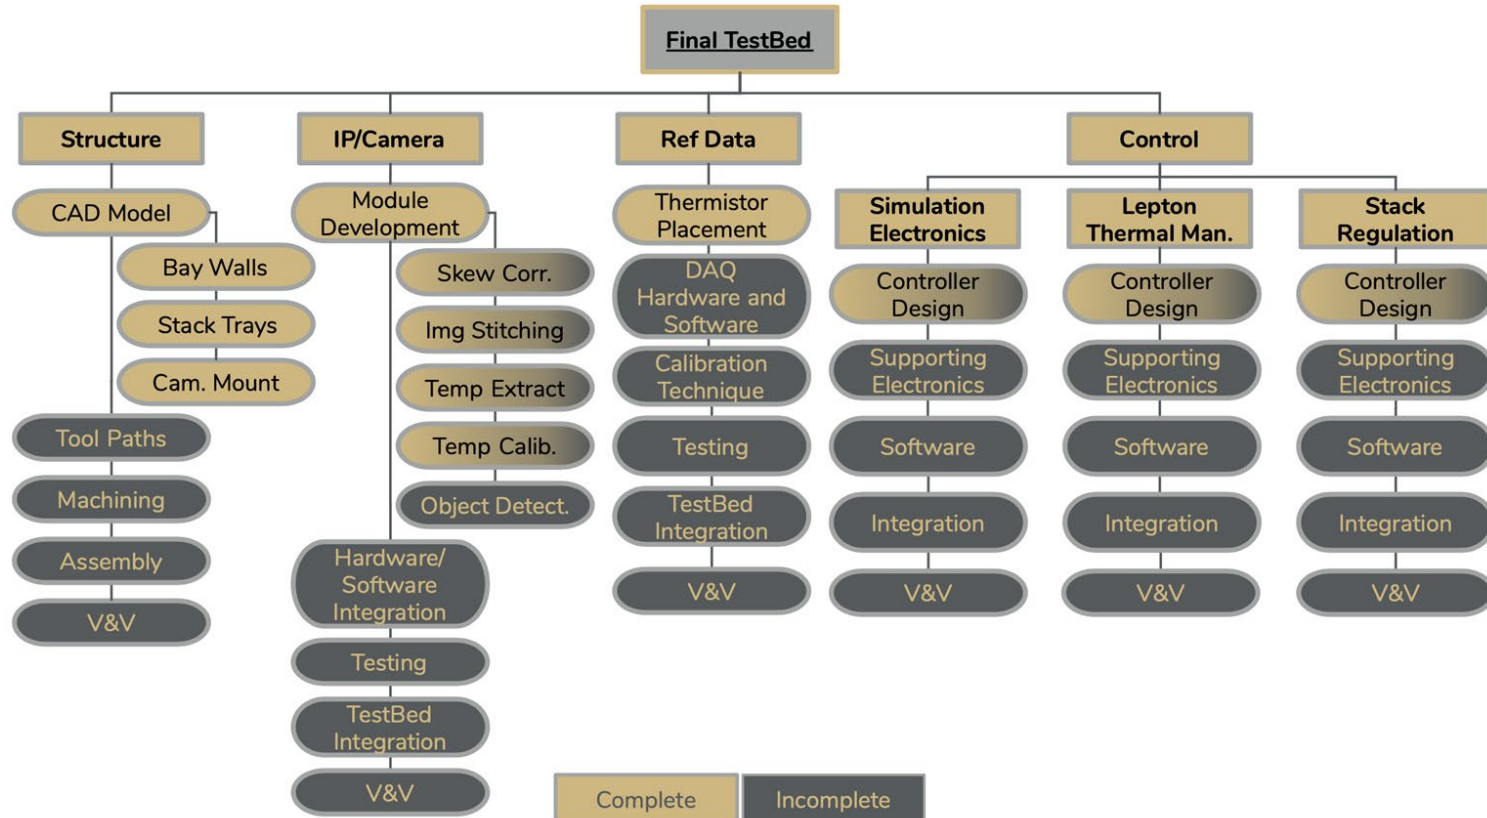 Final TestBed
Structure
CAD Model
Bay Walls
Stack Trays
Cam. Mount
Tool Paths
Machining
Assembly
V&V
IP/Camera
Module
Development
Skew Corr.
Img Stitching
Temp Extract
Temp Calib.
Object Detect.
Hardware/
Software
Integration
Testing
TestBed
Integration
V&V
Ref Data
Thermistor
Placement
DAQ
Hardware and
Software
Calibration
Technique
Testing
TestBed
Integration
V&V
Control
Simulation
Electronics
Controller
Design
Supporting
Electronics
Software
Integration
V&V
Lepton
Thermal Man.
Controller
Design
Supporting
Electronics
Software
Integration
V&V
Stack
Regulation
Controller
Design
Supporting
Electronics
Software
Integration
V&V
Complete
Incomplete